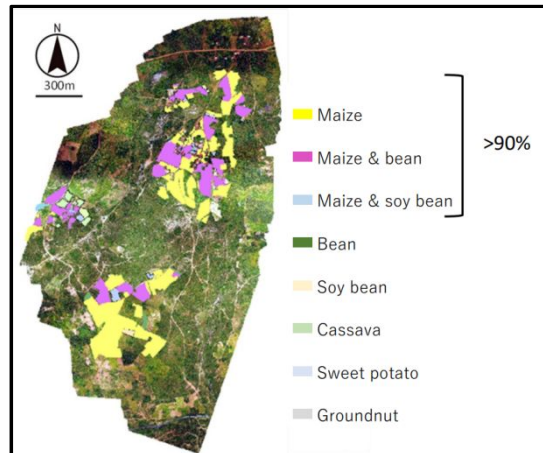 N
300m
Maize
Maize & bean
>90%
Maize & soy bean
Bean
Soy bean
Cassava
Sweet potato
Groundnut